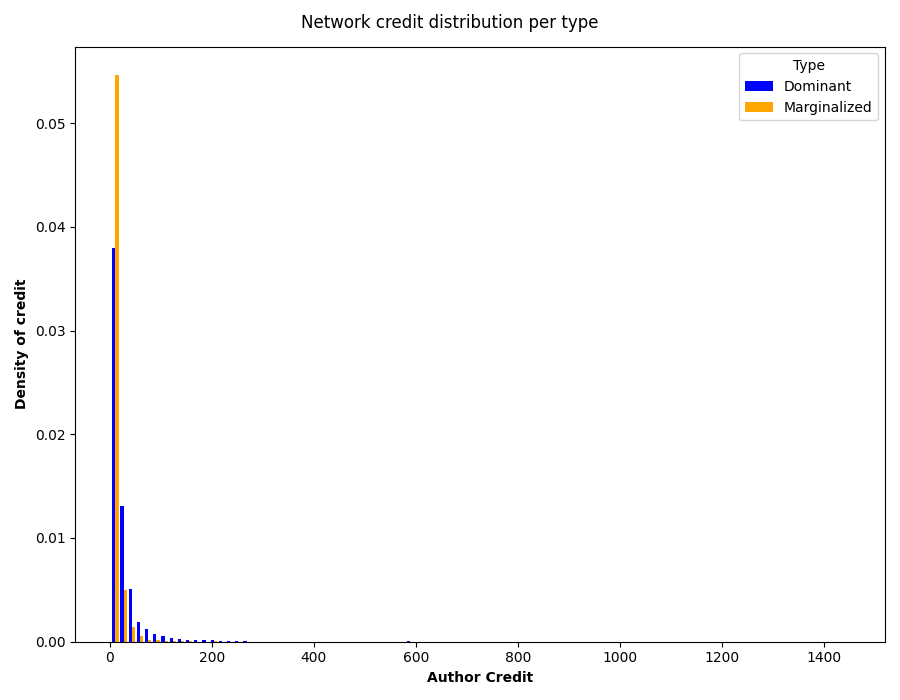 Network credit distribution per type
Type
Dominant
Marginalized
Density of credit
0.05
0.04
0.03
0.02
0.01
0.00
0 200 400 600 800 1000 1200 1400
Author Credit